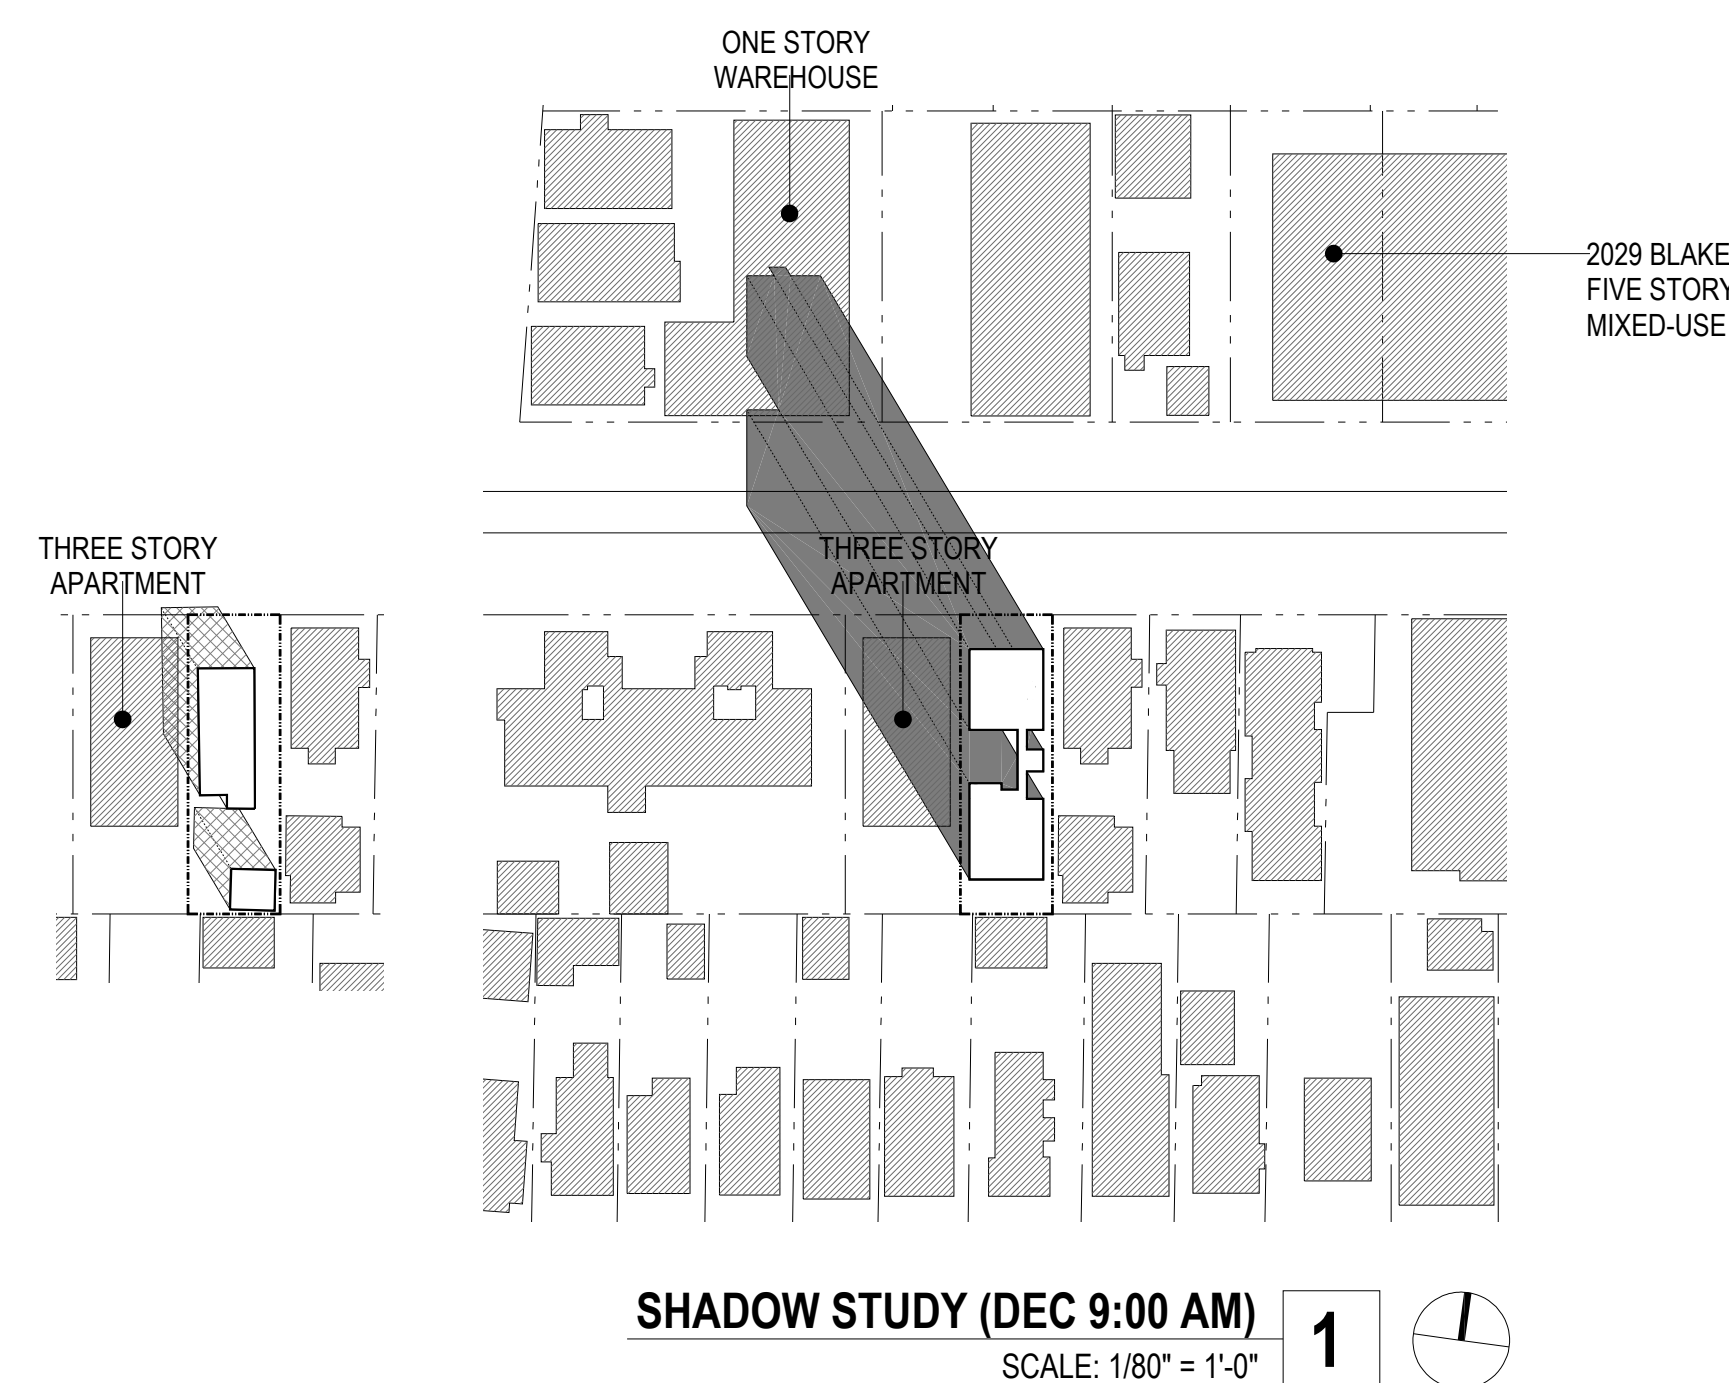 ONE STORY
WAREHOUSE
2029 BLAKE
FIVE STORY
MIXED-USE
THREE STORY
APARTMENT
THREE STORY
APARTMENT
SHADOW STUDY (DEC 9:00 AM)
1
SCALE: 1/80" = 1'-0"